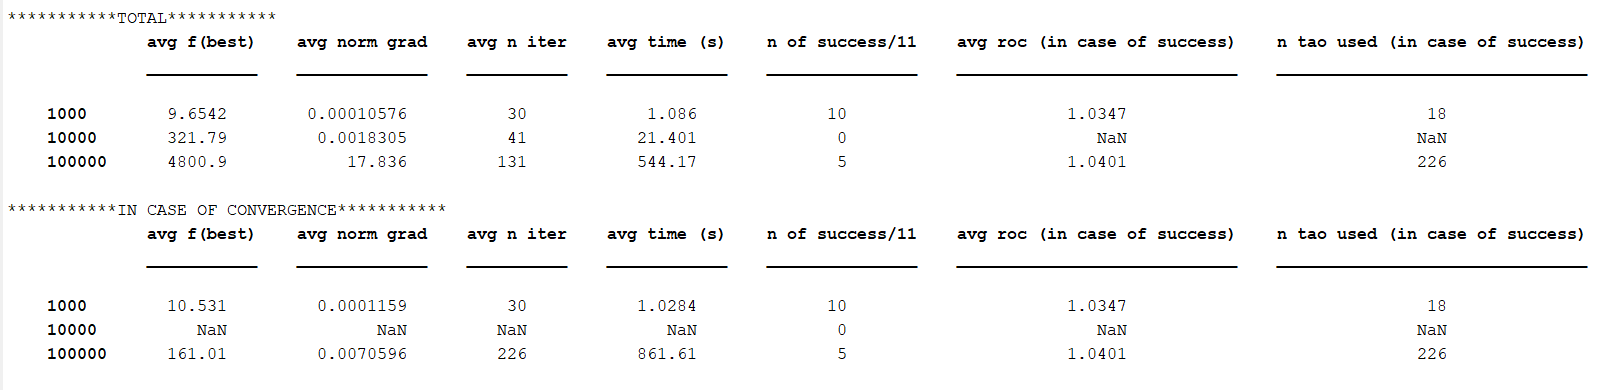 ***********TOTAL***********
avg f(best) avg norm grad avg n iter avg time (s) n of success/11 avg roc (in case of success) n tao used (in case of success)
1000 9.6542 0.00010576 30 1.086 10 1.0347 18
10000 321.79 0.0018305 41 21.401 0 NaN NaN
100000 4800.9 17.836 131 544.17 5 1.0401 226
***********IN CASE OF CONVERGENCE***********
avg f(best) avg norm grad avg n iter avg time (s) n of success/11 avg roc (in case of success) n tao used (in case of success)
1000 10.531 0.0001159 30 1.0284 10 1.0347 18
10000 NaN NaN NaN NaN 0 NaN NaN
100000 161.01 0.0070596 226 861.61 5 1.0401 226